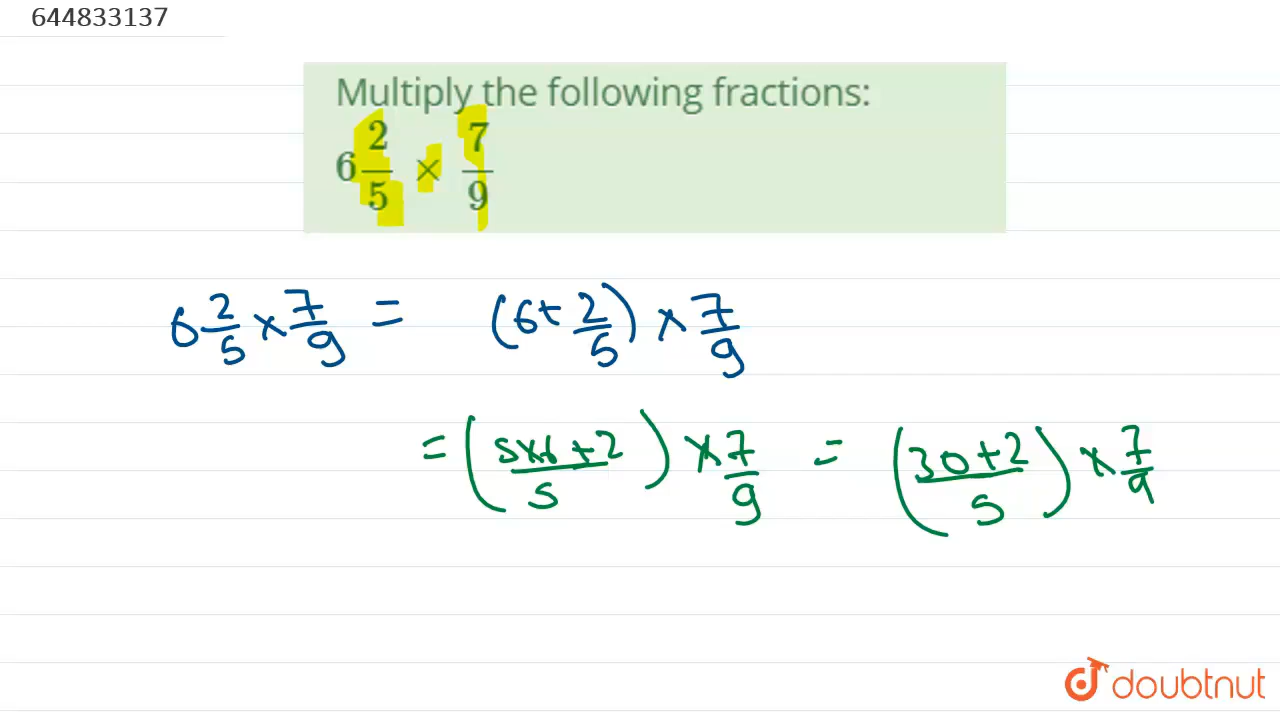 644833137
Multiply the following fractions:
6 2/5 × 7/9
6 2/5 × 7/9 = (6+2/5) × 7/9
= (5×6+2/5) × 7/9 = (30+2/5) × 7/9
doubtnut